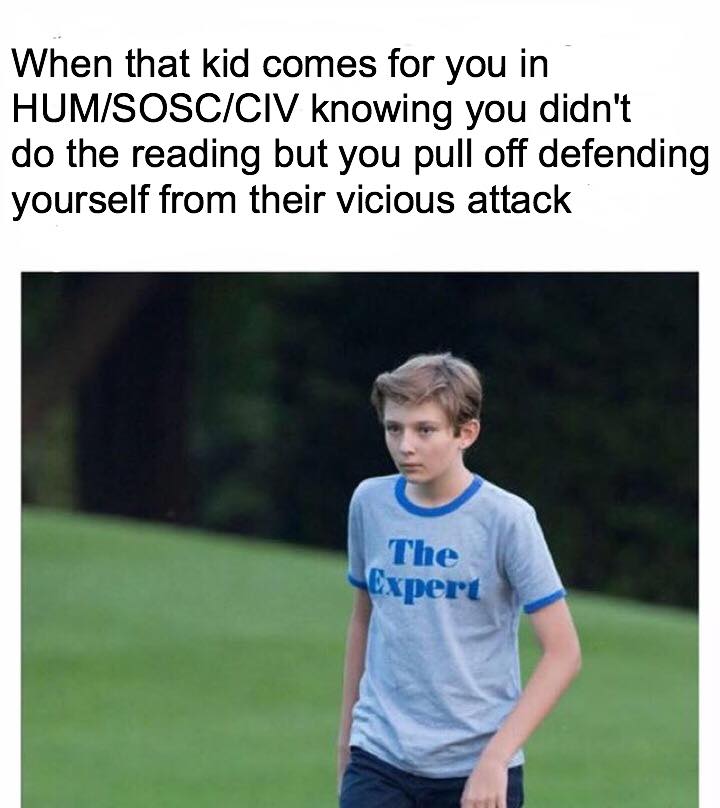 When that kid comes for you in
HUM/SOSC/CIV knowing you didn't
do the reading but you pull off defending
yourself from their vicious attack
The
Expert